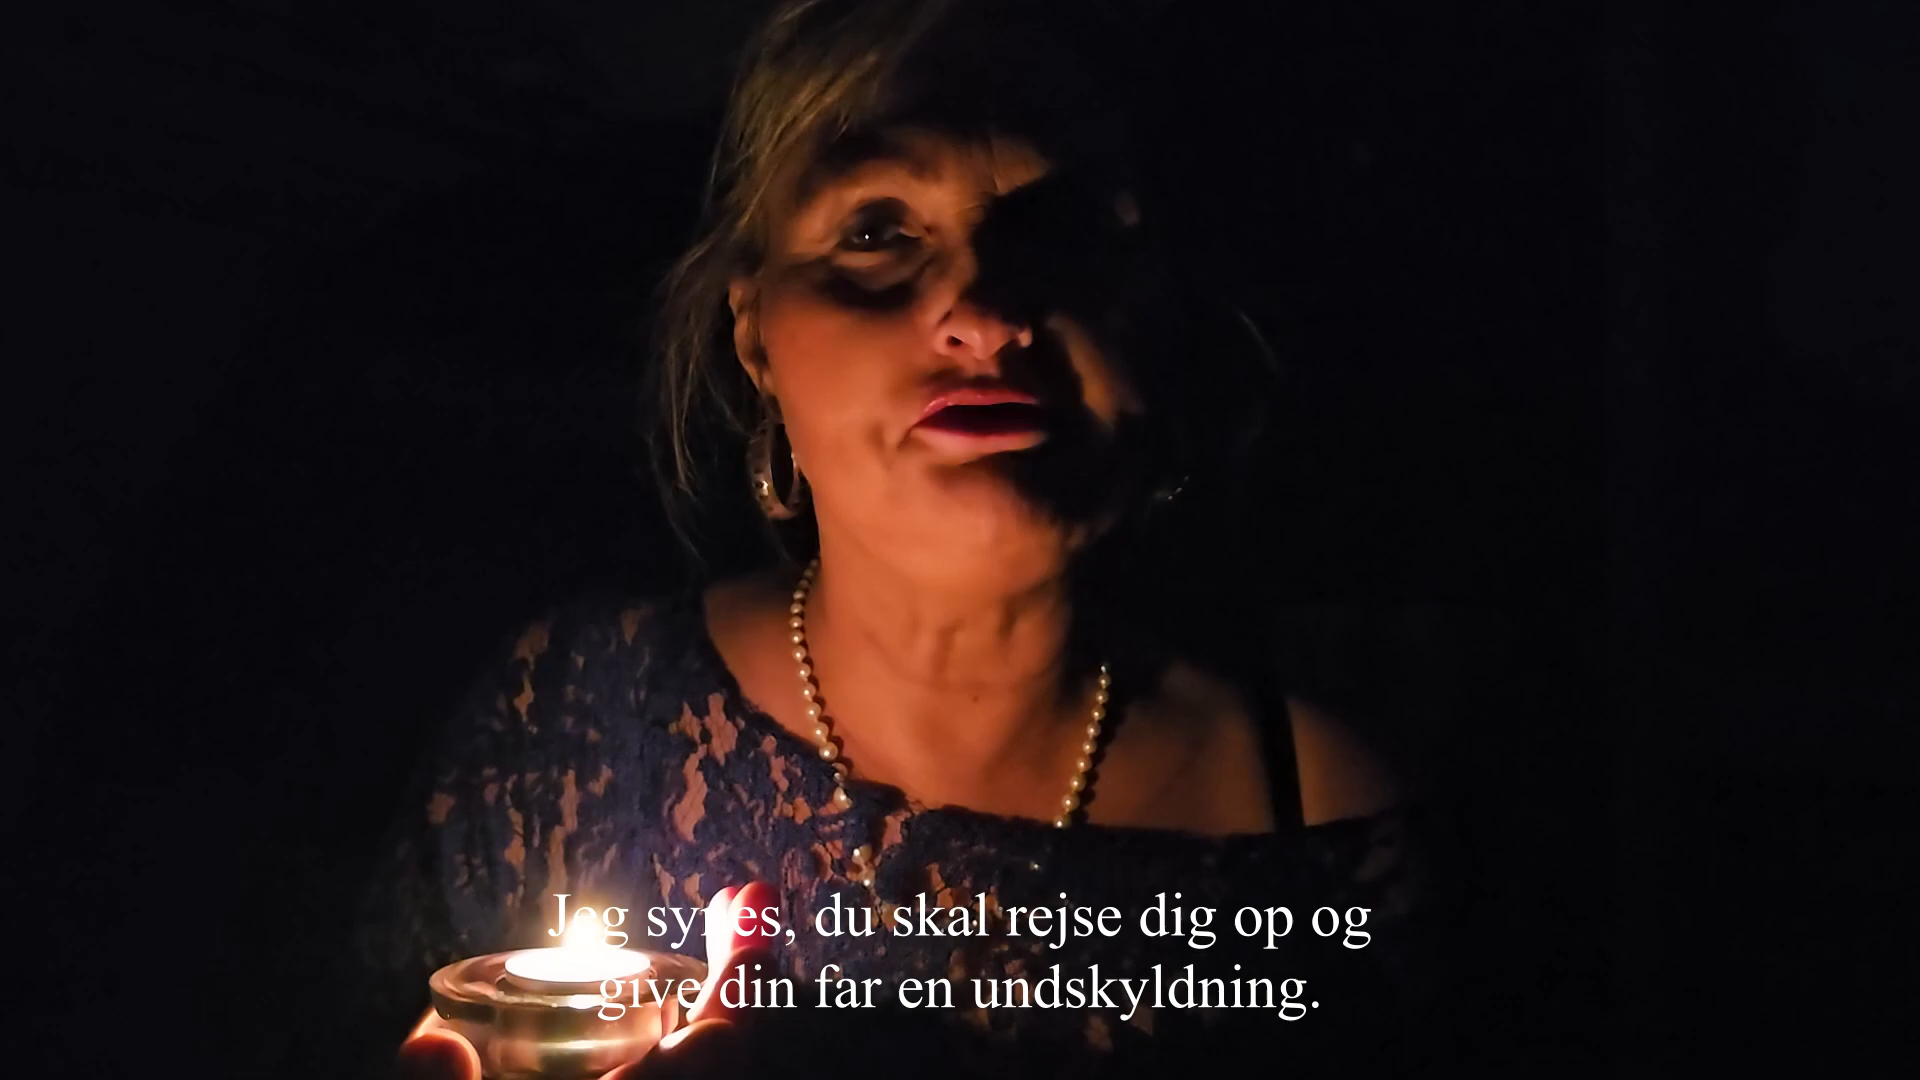 Jeg synes, du skal rejse dig op og
give din far en undskyldning.